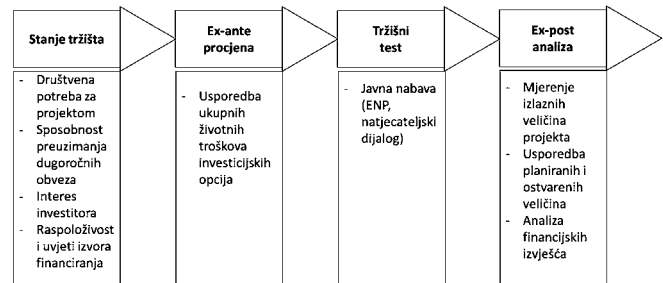 Stanje tržišta
- Društvena
potreba za
projektom
- Sposobnost
preuzimanja
dugoročnih
obveza
- Interes
investitora
- Raspoloživost
i uvjeti izvora
financiranja
Ex-ante
procjena
- Usporedba
ukupnih
životnih
troškova
investicijskih
opcija
Tržišni
test
- Javna nabava
(ENP,
natjecateljski
dijalog)
Ex-post
analiza
- Mjerenje
izlaznih
veličina
projekta
- Usporedba
planiranih i
ostvarenih
veličina
- Analiza
financijskih
izvješća